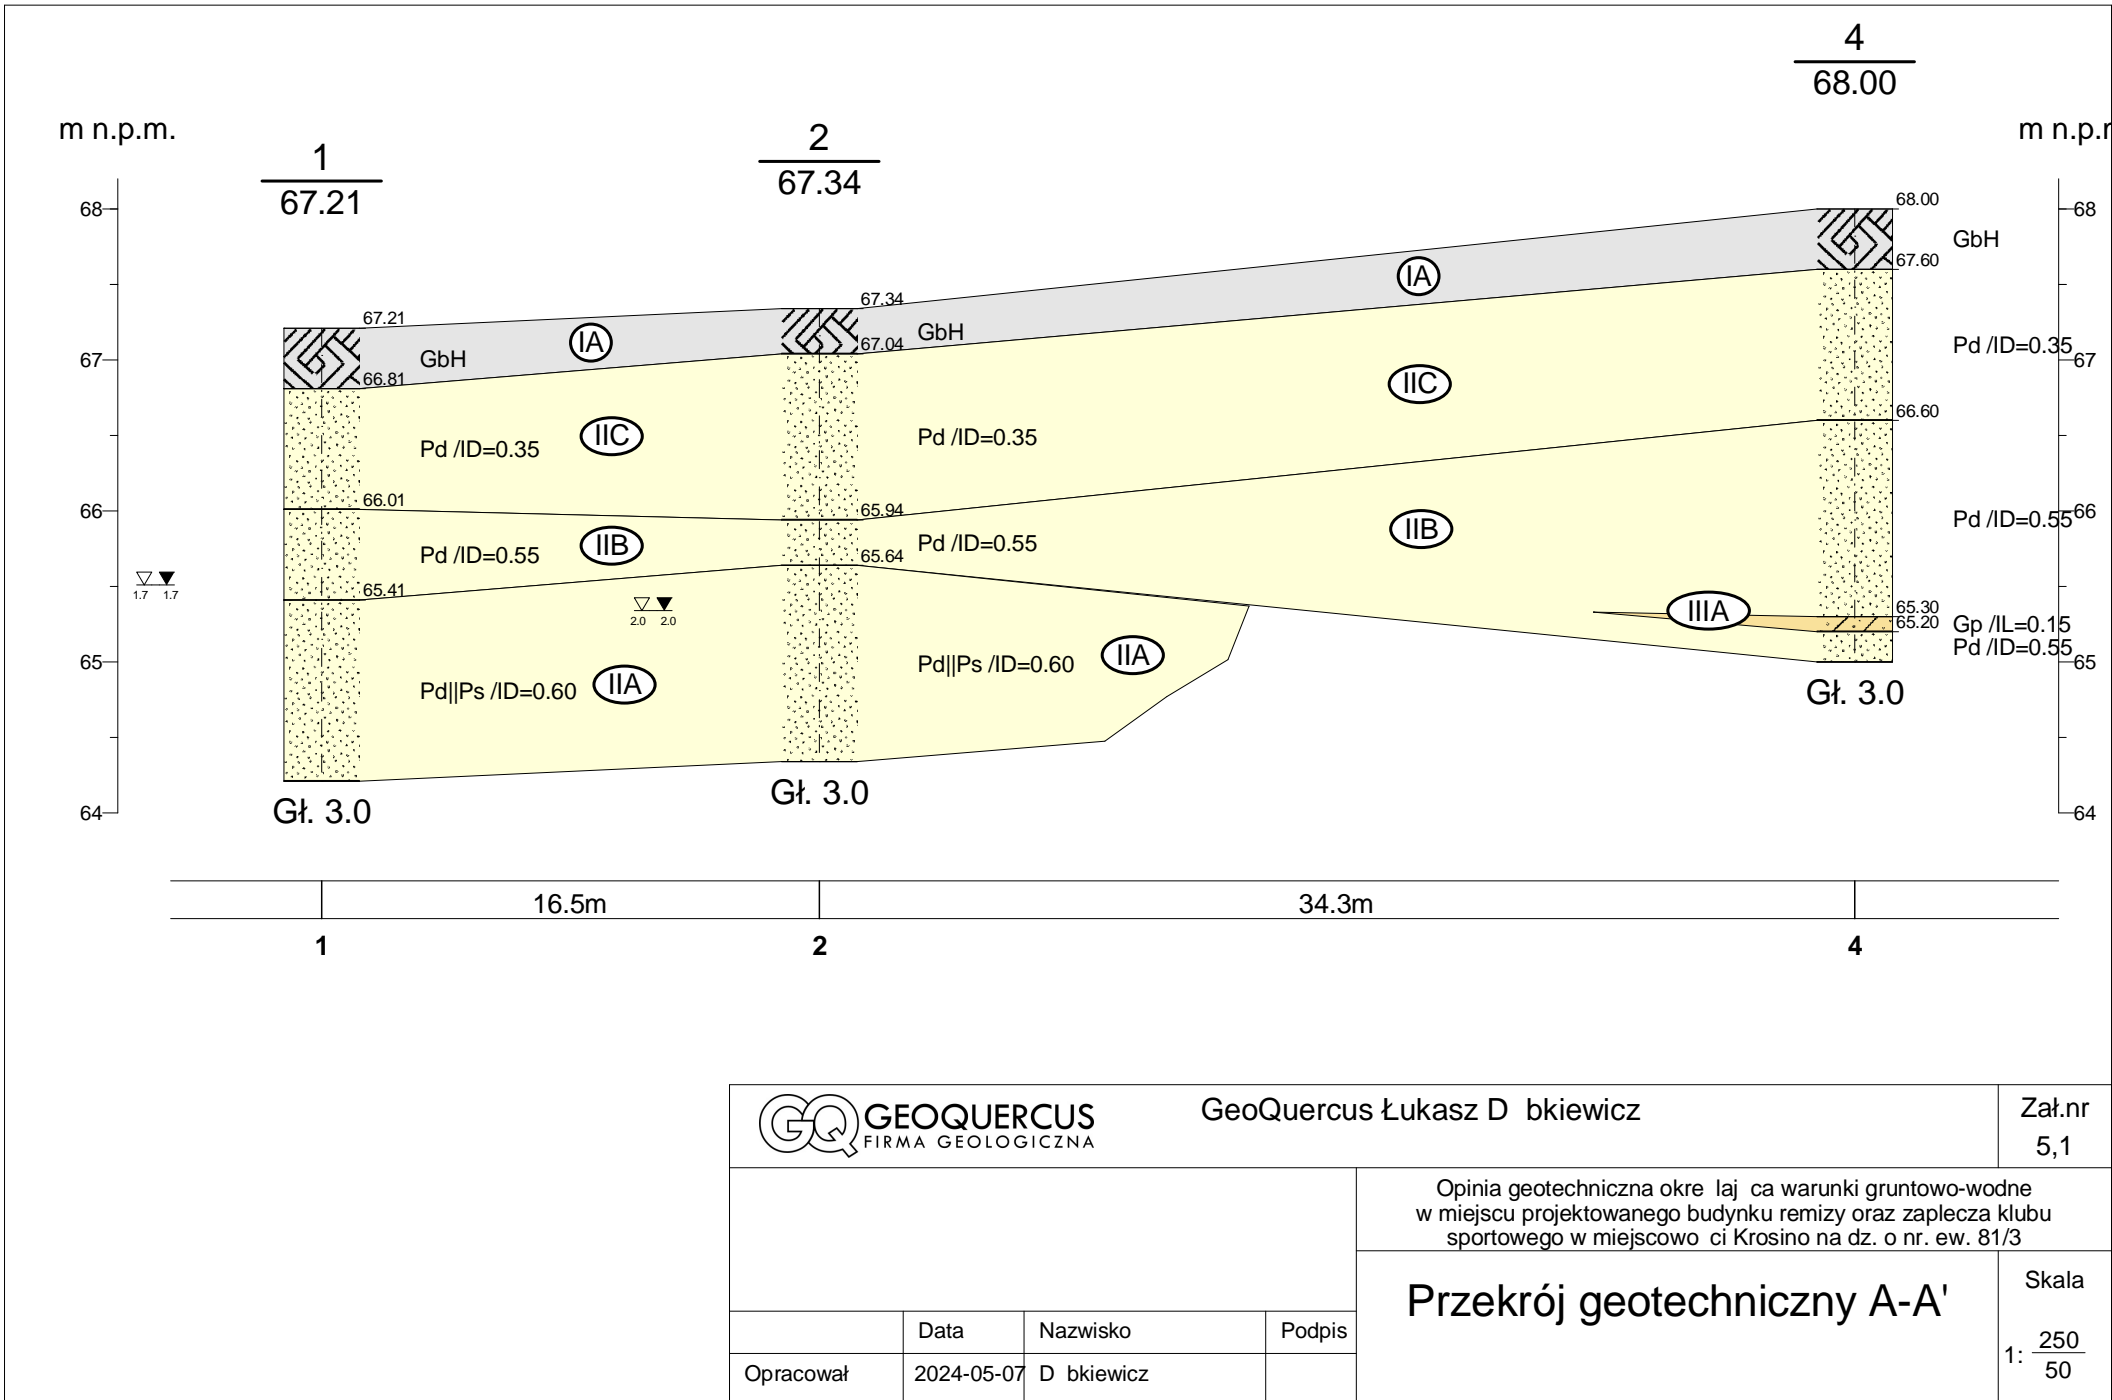 4
68.00
m n.p.m.
m n.p.r
1
67.21
2
67.34
68
67
66
65
64
68
67
66
65
64
67.21
66.81
66.01
65.41
67.34
67.04
65.94
65.64
68.00
67.60
66.60
65.30
65.20
GbH
IA
GbH
IA
GbH
Pd /ID=0.35
IIC
Pd /ID=0.35
IIC
Pd /ID=0.35
Pd /ID=0.55
IIB
Pd /ID=0.55
IIB
Pd /ID=0.55
1.7 1.7
2.0 2.0
IIIA
Gp /IL=0.15
Pd /ID=0.55
Pd||Ps /ID=0.60
IIA
Pd||Ps /ID=0.60
IIA
Gł. 3.0
Gł. 3.0
Gł. 3.0
16.5m
34.3m
1
2
4
GQ GEOQUERCUS
FIRMA GEOLOGICZNA
GeoQuercus Łukasz D bkiewicz
Zał.nr
5,1
Opinia geotechniczna okre laj ca warunki gruntowo-wodne
w miejscu projektowanego budynku remizy oraz zaplecza klubu
sportowego w miejscowo ci Krosino na dz. o nr. ew. 81/3
Przekrój geotechniczny A-A'
Skala
1: 250
50
Data Nazwisko Podpis
Opracował 2024-05-07 D bkiewicz